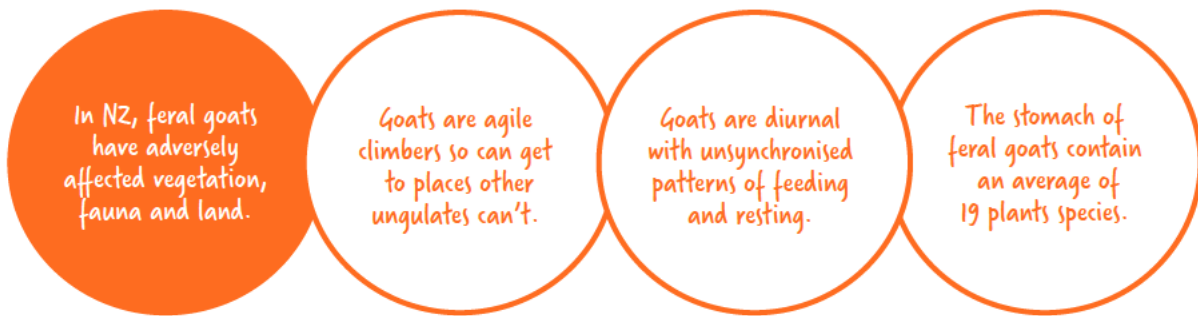 In NZ, feral goats
have adversely
affected vegetation,
fauna and land.
Goats are agile
climbers so can get
to places other
ungulates can't.
Goats are diurnal
with unsynchronised
patterns of feeding
and resting.
The stomach of
feral goats contain
an average of
19 plants species.